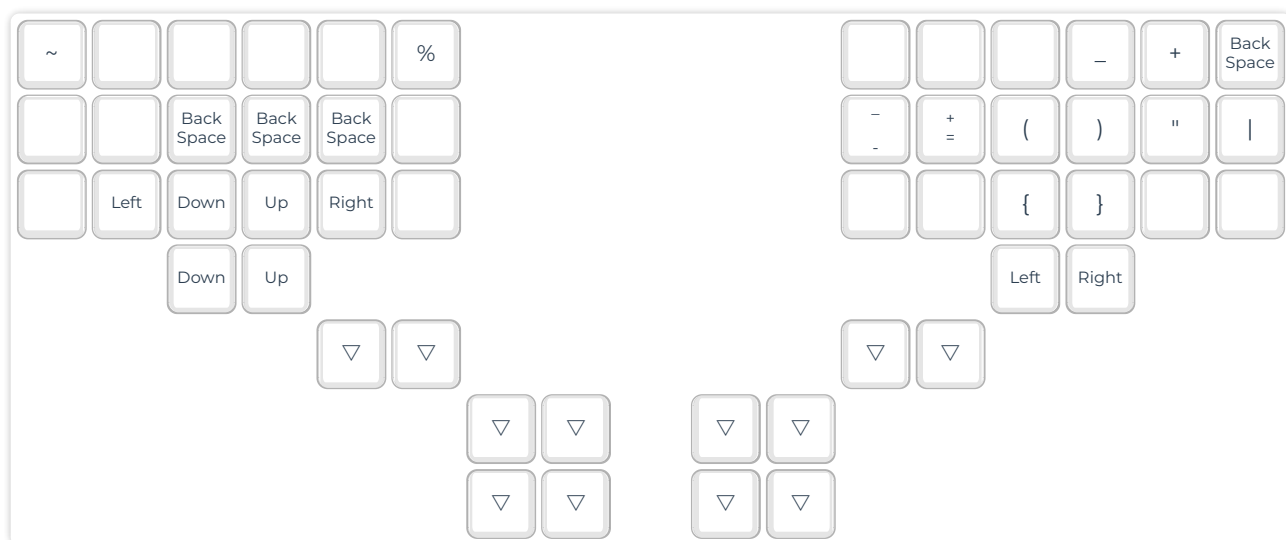 ~ % _ + Back Space
Back Space Back Space Back Space _ - + = ( ) " |
Left Down Up Right { }
Down Up Left Right
▽ ▽ ▽ ▽
▽ ▽ ▽ ▽
▽ ▽ ▽ ▽